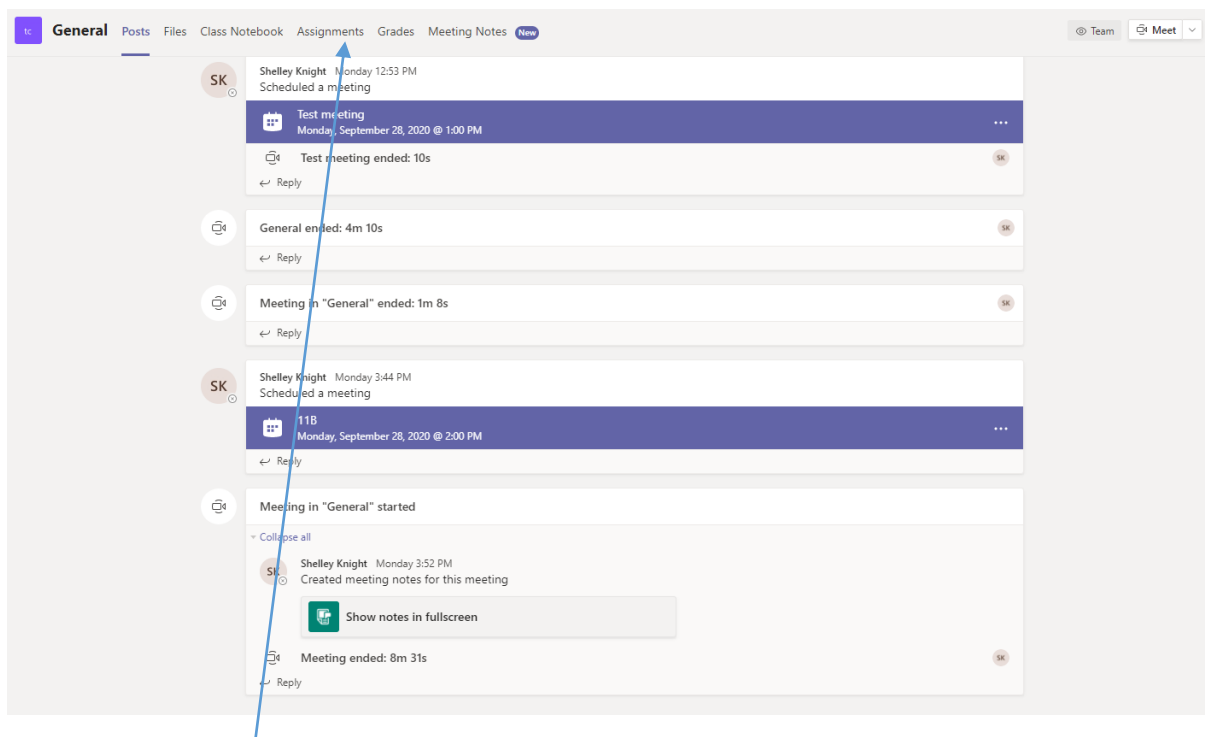 tc General Posts Files Class Notebook Assignments Grades Meeting Notes New Team Meet
SK Shelley Knight Monday 12:53 PM
Scheduled a meeting
Test meeting
Monday, September 28, 2020 @ 1:00 PM
Test meeting ended: 10s SK
Reply
General ended: 4m 10s SK
Reply
Meeting in "General" ended: 1m 8s SK
Reply
SK Shelley Knight Monday 3:44 PM
Scheduled a meeting
11B
Monday, September 28, 2020 @ 2:00 PM
Reply
Meeting in "General" started
Collapse all
SK Shelley Knight Monday 3:52 PM
Created meeting notes for this meeting
Show notes in fullscreen
Meeting ended: 8m 31s SK
Reply